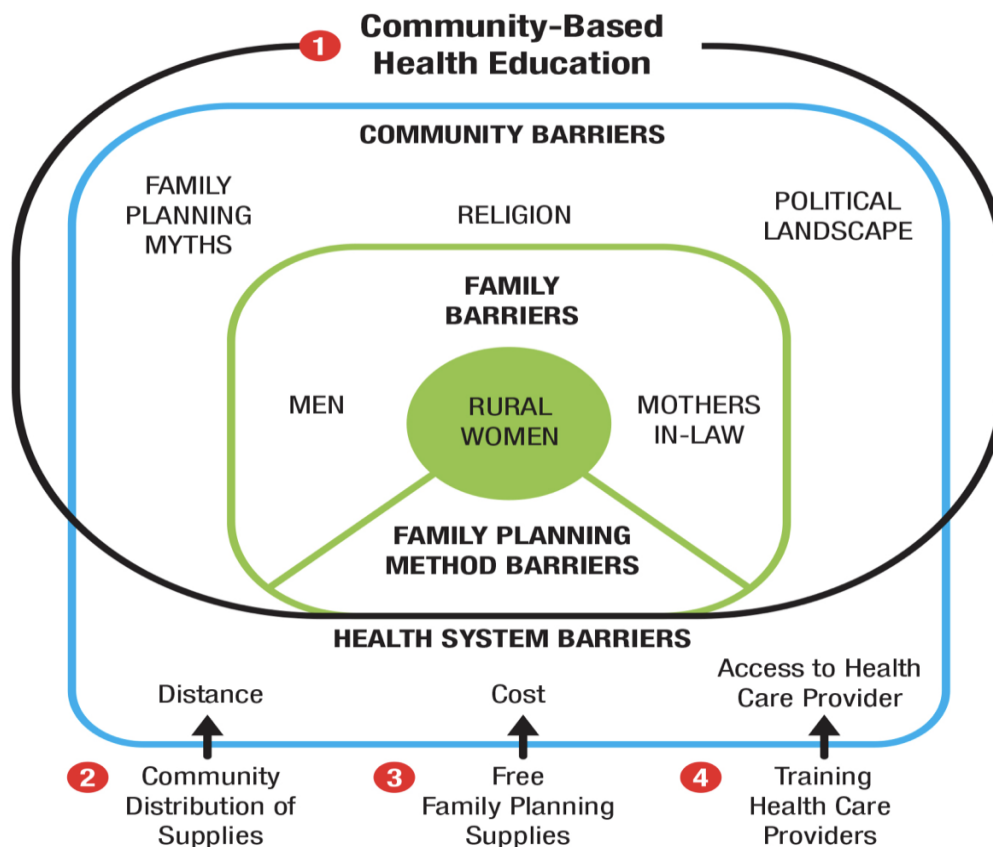 1
Community-Based
Health Education
COMMUNITY BARRIERS
FAMILY
PLANNING
MYTHS
RELIGION
POLITICAL
LANDSCAPE
FAMILY
BARRIERS
MEN
RURAL
WOMEN
MOTHERS
IN-LAW
FAMILY PLANNING
METHOD BARRIERS
HEALTH SYSTEM BARRIERS
Distance
Cost
Access to Health
Care Provider
2
Community
Distribution of
Supplies
3
Free
Family Planning
Supplies
4
Training
Health Care
Providers